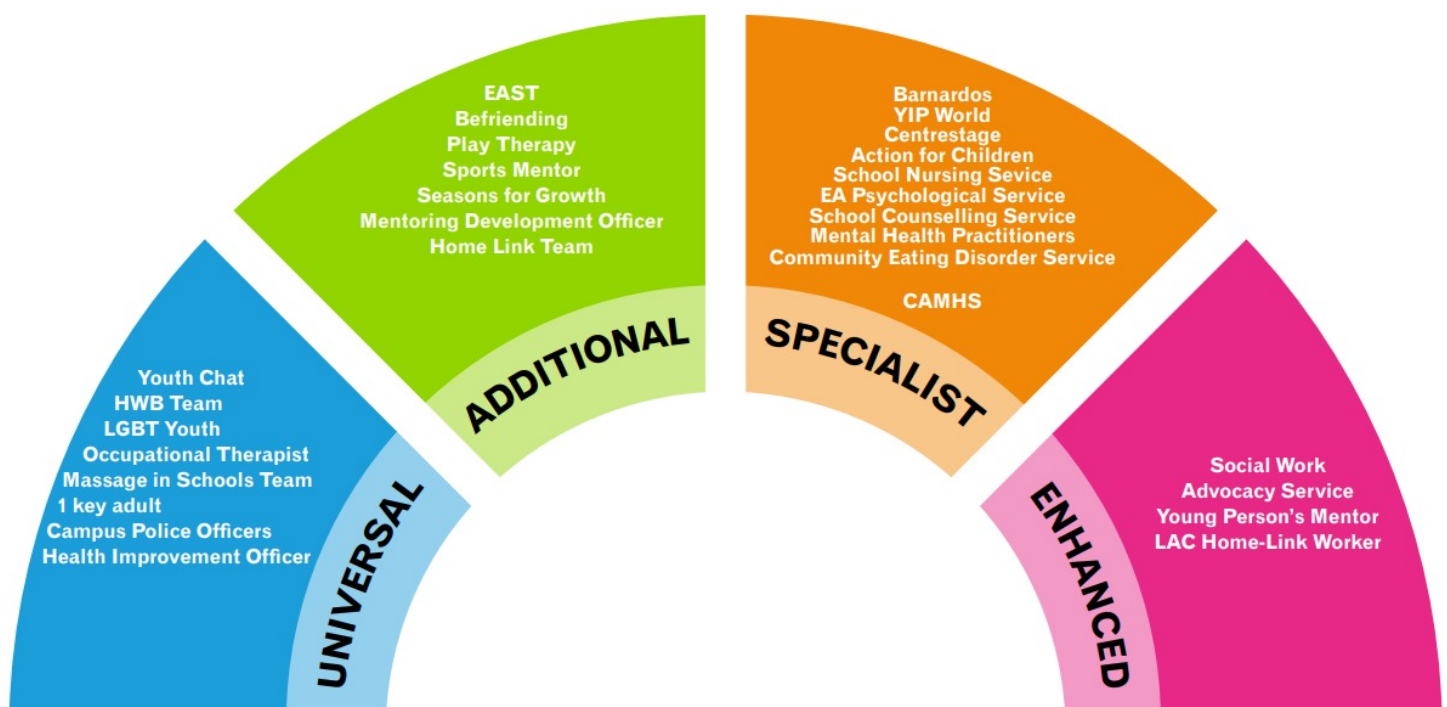 EAST
Befriending
Play Therapy
Sports Mentor
Seasons for Growth
Mentoring Development Officer
Home Link Team
ADDITIONAL
Barnardos
YIP World
Centrestage
Action for Children
School Nursing Sevice
EA Psychological Service
School Counselling Service
Mental Health Practitioners
Community Eating Disorder Service
CAMHS
SPECIALIST
Youth Chat
HWB Team
LGBT Youth
Occupational Therapist
Massage in Schools Team
1 key adult
Campus Police Officers
Health Improvement Officer
UNIVERSAL
Social Work
Advocacy Service
Young Person's Mentor
LAC Home-Link Worker
ENHANCED